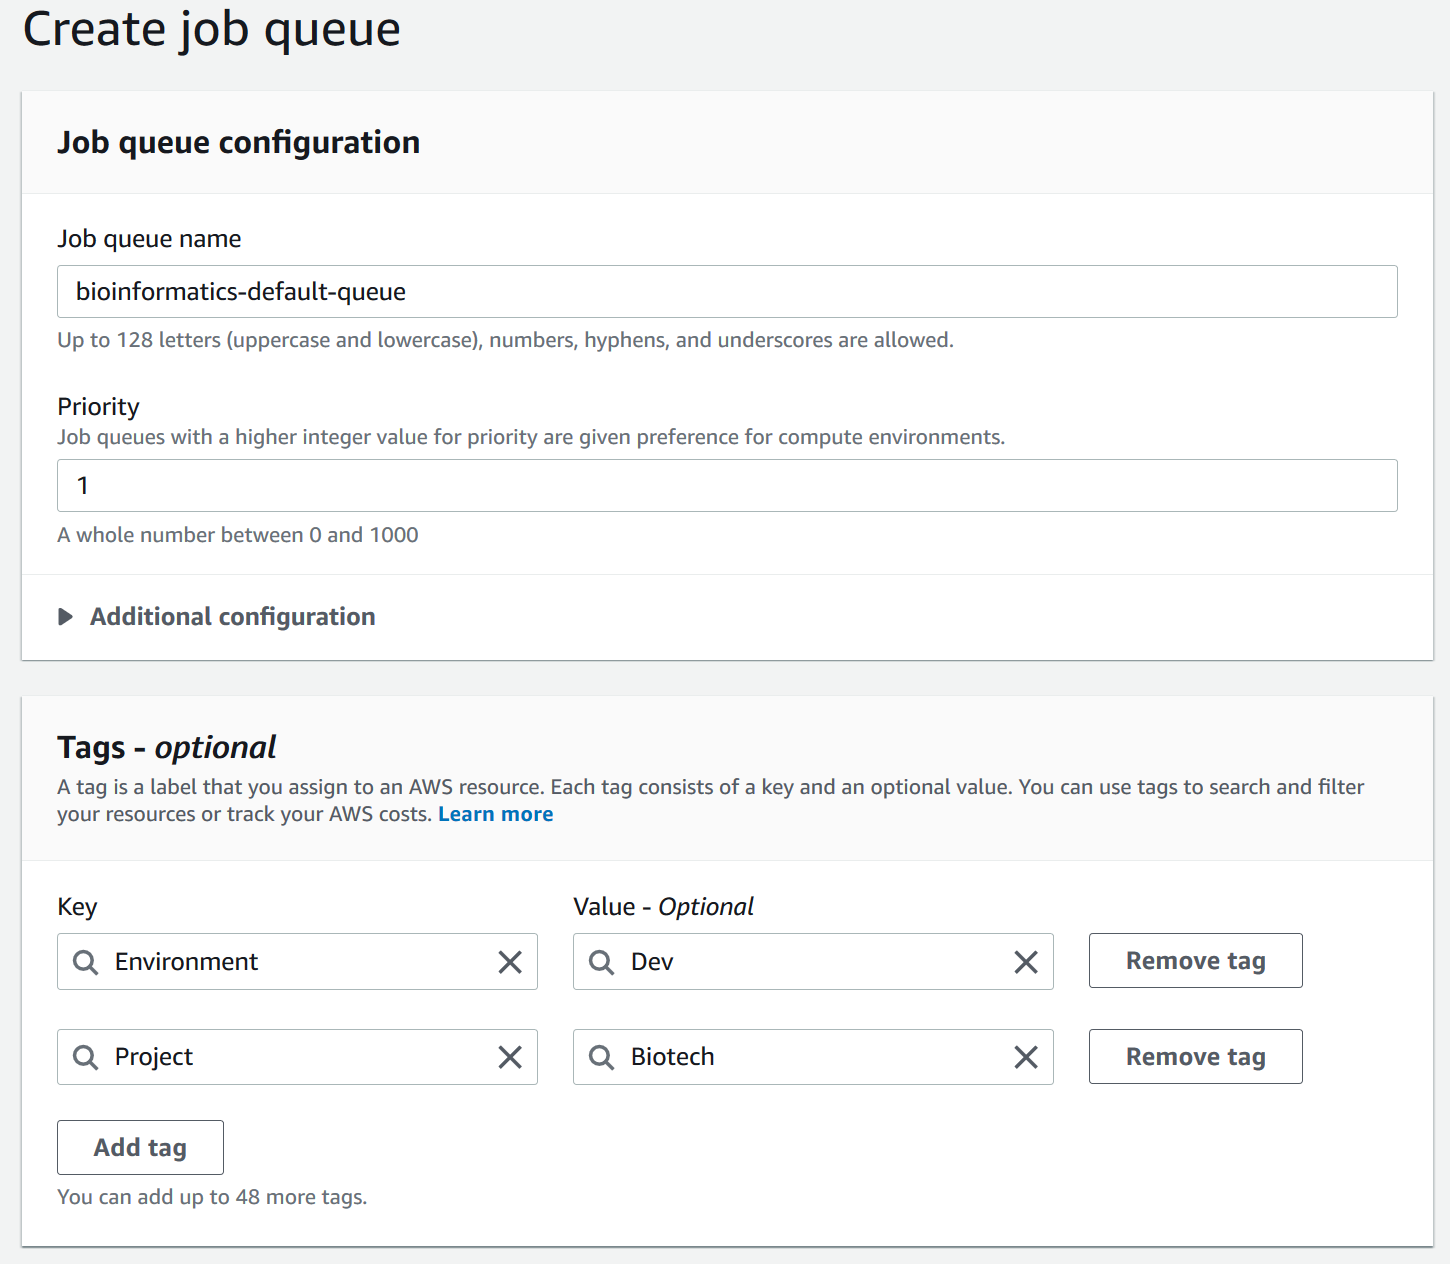 Create job queue
Job queue configuration
Job queue name
bioinformatics-default-queue
Up to 128 letters (uppercase and lowercase), numbers, hyphens, and underscores are allowed.
Priority
Job queues with a higher integer value for priority are given preference for compute environments.
1
A whole number between 0 and 1000
Additional configuration
Tags - optional
A tag is a label that you assign to an AWS resource. Each tag consists of a key and an optional value. You can use tags to search and filter
your resources or track your AWS costs. Learn more
Key Value - Optional
Environment Dev Remove tag
Project Biotech Remove tag
Add tag
You can add up to 48 more tags.